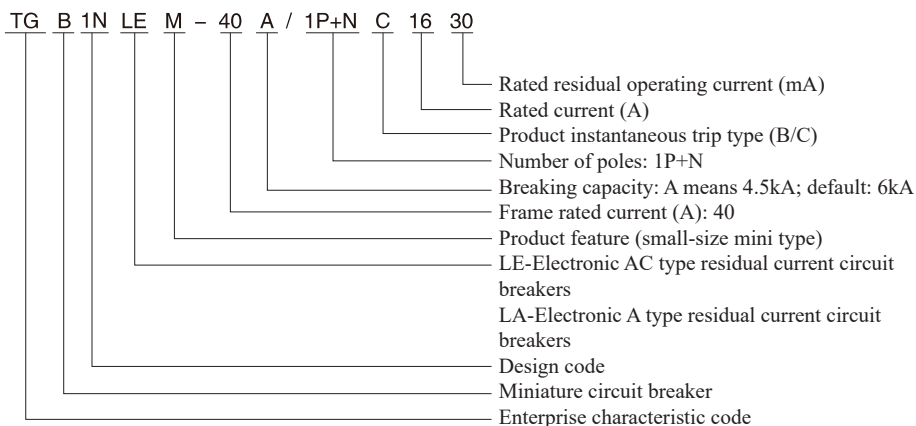 TG B 1N LE M - 40 A / 1P+N C 16 30
Rated residual operating current (mA)
Rated current (A)
Product instantaneous trip type (B/C)
Number of poles: 1P+N
Breaking capacity: A means 4.5kA; default: 6kA
Frame rated current (A): 40
Product feature (small-size mini type)
LE-Electronic AC type residual current circuit
breakers
LA-Electronic A type residual current circuit
breakers
Design code
Miniature circuit breaker
Enterprise characteristic code